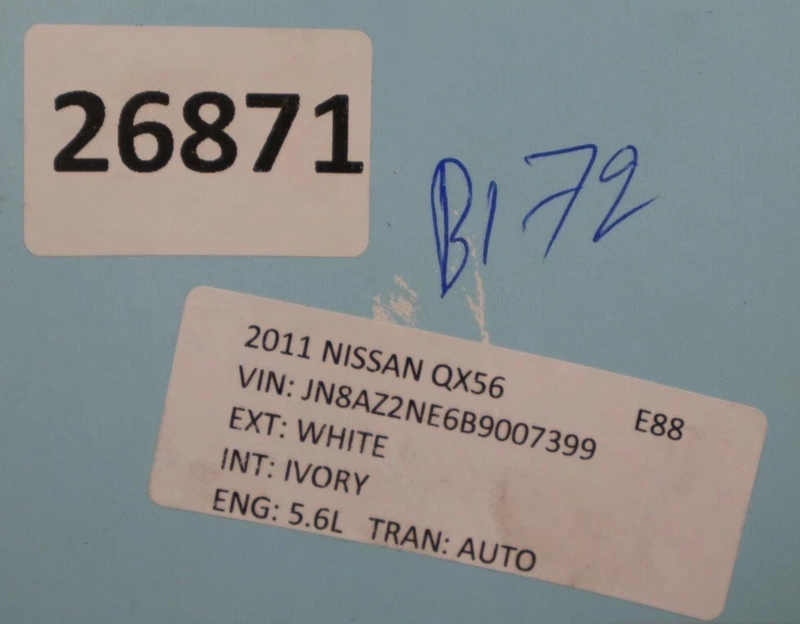 26871
B172
2011 NISSAN QX56
VIN: JN8AZ2NE6B9007399
E88
EXT: WHITE
INT: IVORY
ENG: 5.6L TRAN: AUTO